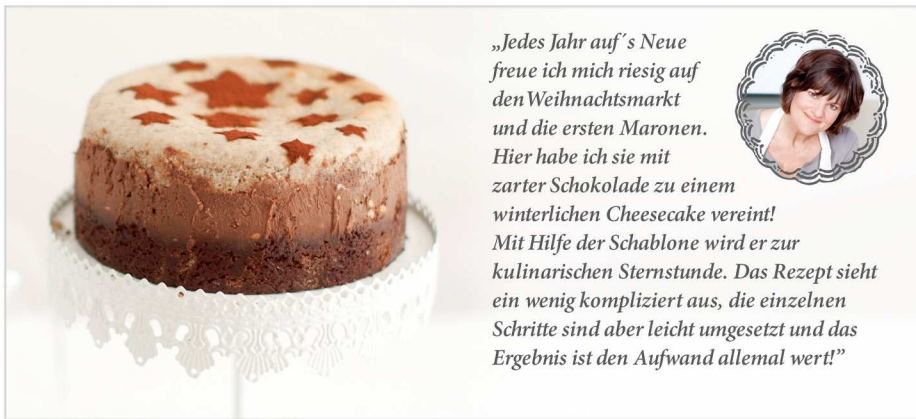 „Jedes Jahr auf´s Neue
freue ich mich riesig auf
den Weihnachtsmarkt
und die ersten Maronen.
Hier habe ich sie mit
zarter Schokolade zu einem
winterlichen Cheesecake vereint!
Mit Hilfe der Schablone wird er zur
kulinarischen Sternstunde. Das Rezept sieht
ein wenig kompliziert aus, die einzelnen
Schritte sind aber leicht umgesetzt und das
Ergebnis ist den Aufwand allemal wert!”